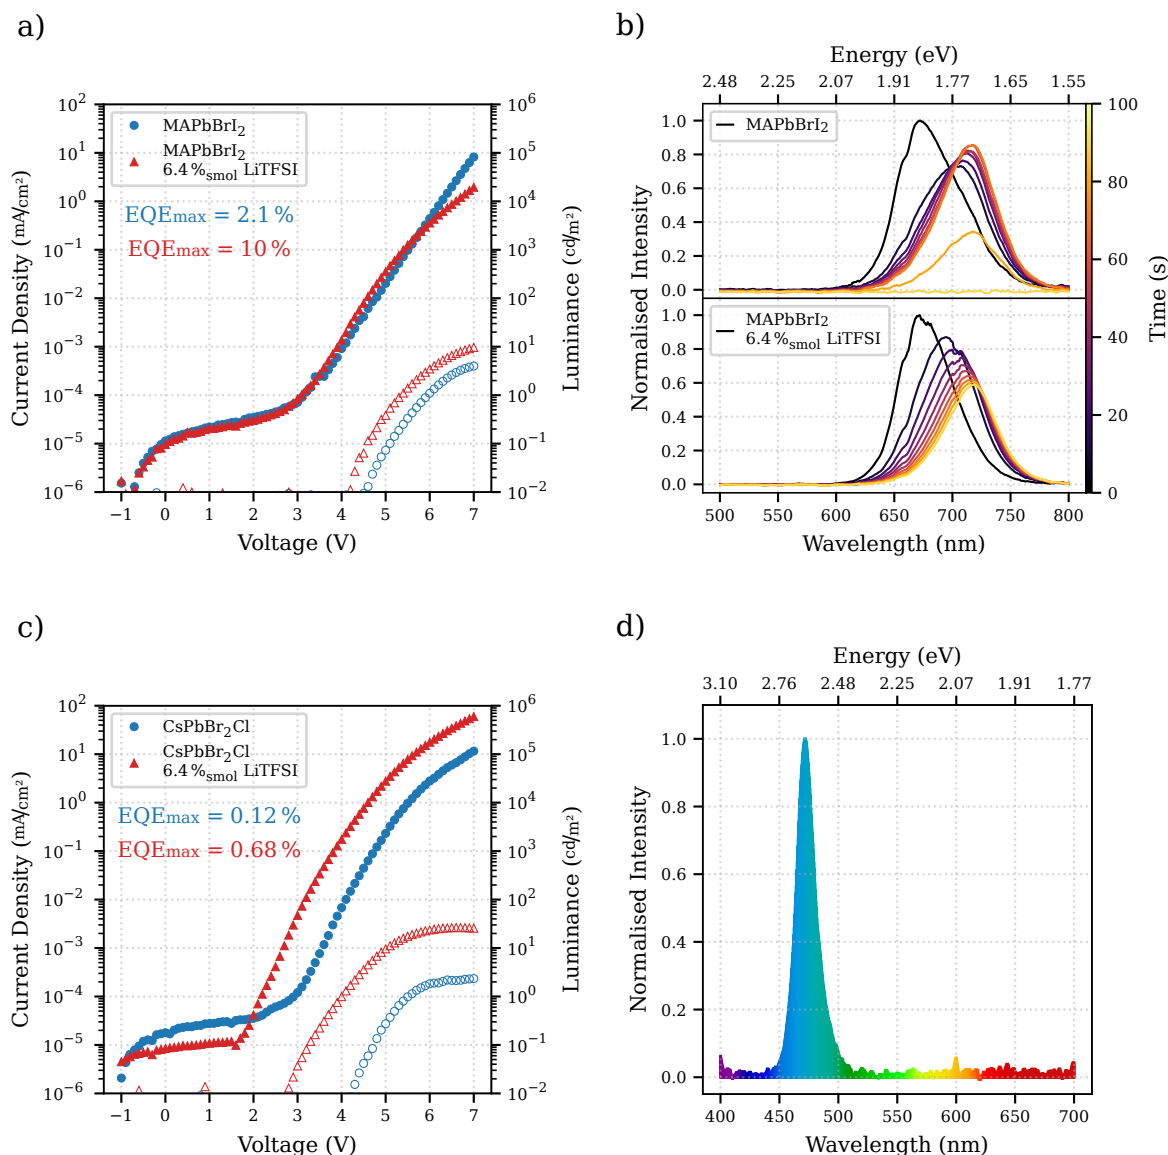 a)
10² 10¹ 10⁰ 10⁻¹ 10⁻² 10⁻³ 10⁻⁴ 10⁻⁵ 10⁻⁶
Current Density (mA/cm²)
MAPbBrI₂
MAPbBrI₂
6.4 %smol LiTFSI
EQEmax = 2.1 %
EQEmax = 10 %
10⁶ 10⁵ 10⁴ 10³ 10² 10¹ 10⁰ 10⁻¹ 10⁻²
Luminance (cd/m²)
−1 0 1 2 3 4 5 6 7
Voltage (V)
b)
Energy (eV)
2.48 2.25 2.07 1.91 1.77 1.65 1.55
Normalised Intensity
1.0 0.8 0.6 0.4 0.2 0.0
MAPbBrI₂
1.0 0.8 0.6 0.4 0.2 0.0
MAPbBrI₂
6.4 %smol LiTFSI
500 550 600 650 700 750 800
Wavelength (nm)
100 80 60 40 20 0
Time (s)
c)
10² 10¹ 10⁰ 10⁻¹ 10⁻² 10⁻³ 10⁻⁴ 10⁻⁵ 10⁻⁶
Current Density (mA/cm²)
CsPbBr₂Cl
CsPbBr₂Cl
6.4 %smol LiTFSI
EQEmax = 0.12 %
EQEmax = 0.68 %
10⁶ 10⁵ 10⁴ 10³ 10² 10¹ 10⁰ 10⁻¹ 10⁻²
Luminance (cd/m²)
−1 0 1 2 3 4 5 6 7
Voltage (V)
d)
Energy (eV)
3.10 2.76 2.48 2.25 2.07 1.91 1.77
Normalised Intensity
1.0 0.8 0.6 0.4 0.2 0.0
400 450 500 550 600 650 700
Wavelength (nm)